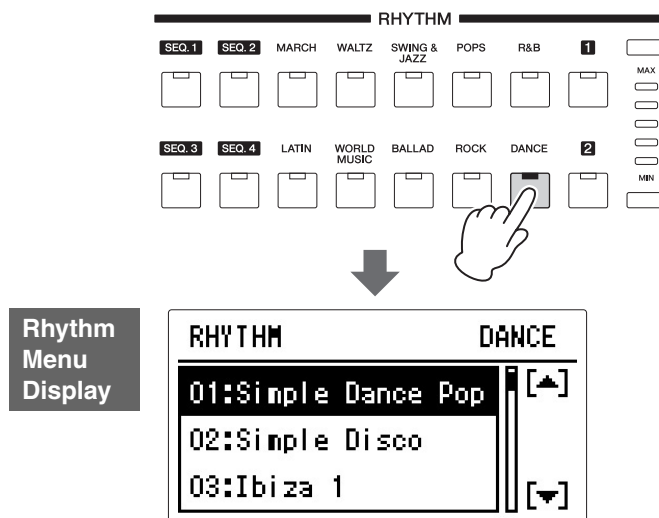 RHYTHM
SEQ. 1 SEQ. 2 MARCH WALTZ SWING & JAZZ POPS R&B 1
MAX
SEQ. 3 SEQ. 4 LATIN WORLD MUSIC BALLAD ROCK DANCE 2
MIN
Rhythm
Menu
Display
RHYTHM DANCE
01:Simple Dance Pop [▲]
02:Simple Disco
03:Ibiza 1 [▼]